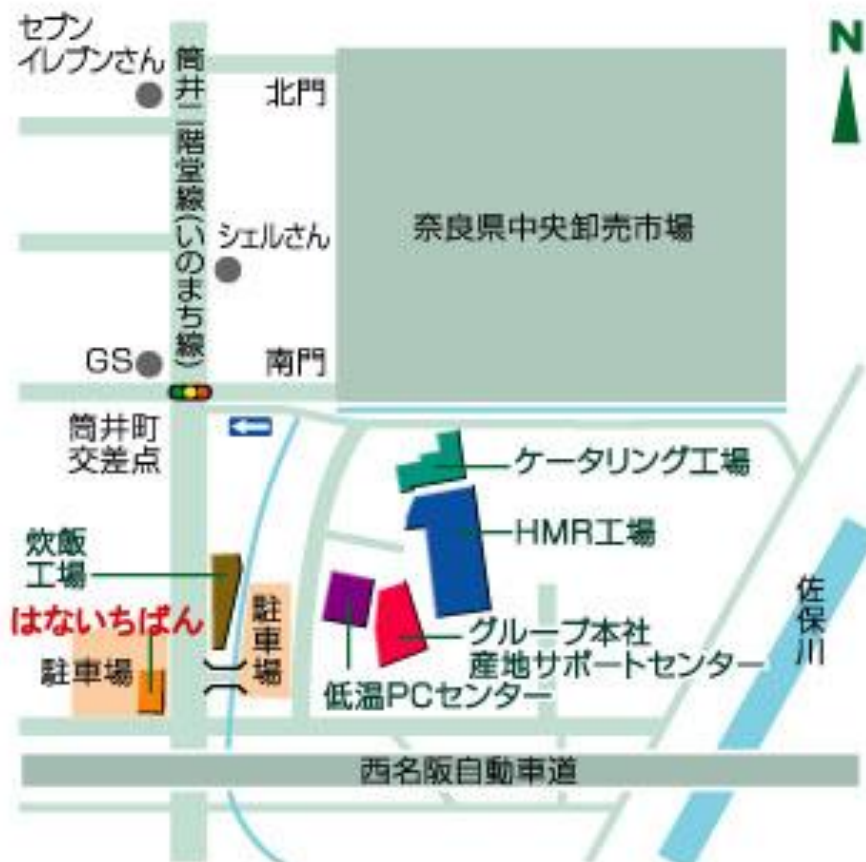 セブン
イレブンさん
筒井二階堂線(いのまち線)
北門
N
奈良県中央卸売市場
シェルさん
GS
南門
筒井町
交差点
ケータリング工場
HMR工場
炊飯
工場
はないちばん
駐車場
駐車場
グループ本社
産地サポートセンター
低温PCセンター
佐保川
西名阪自動車道